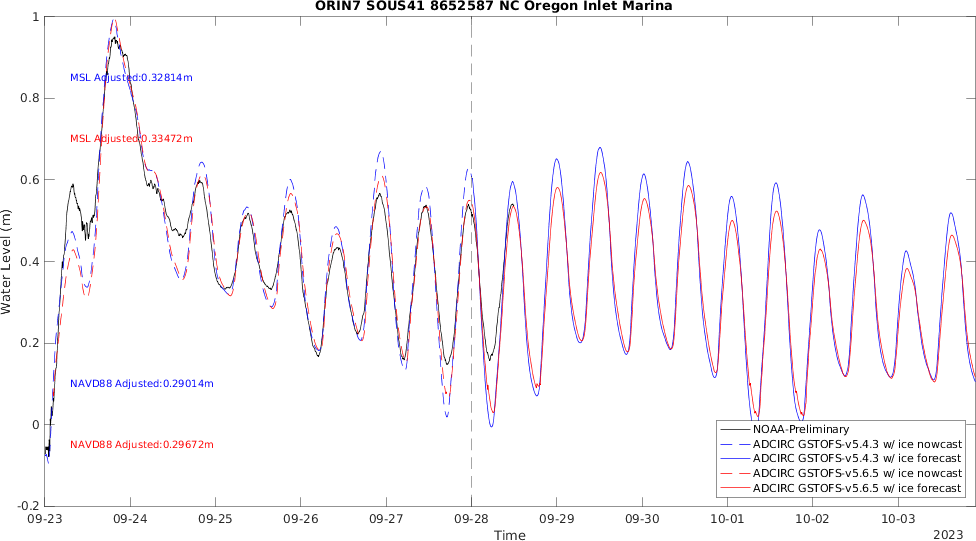 ORIN7 SOUS41 8652587 NC Oregon Inlet Marina
1
0.8
0.6
0.4
0.2
0
-0.2
Water Level (m)
MSL Adjusted:0.32814m
MSL Adjusted:0.33472m
NAVD88 Adjusted:0.29014m
NAVD88 Adjusted:0.29672m
NOAA-Preliminary
ADCIRC GSTOFS-v5.4.3 w/ ice nowcast
ADCIRC GSTOFS-v5.4.3 w/ ice forecast
ADCIRC GSTOFS-v5.6.5 w/ ice nowcast
ADCIRC GSTOFS-v5.6.5 w/ ice forecast
09-23 09-24 09-25 09-26 09-27 09-28 09-29 09-30 10-01 10-02 10-03
Time
2023